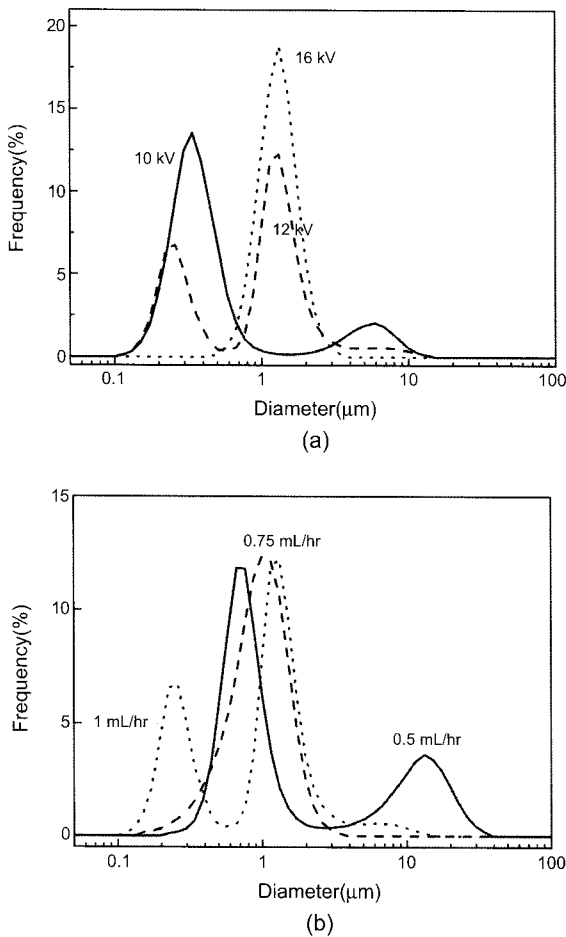 20
15
10
5
0
Frequency(%)
16 kV
10 kV
12 kV
0.1 1 10 100
Diameter(μm)
(a)
15
10
5
0
Frequency(%)
0.75 mL/hr
1 mL/hr
0.5 mL/hr
0.1 1 10 100
Diameter(μm)
(b)